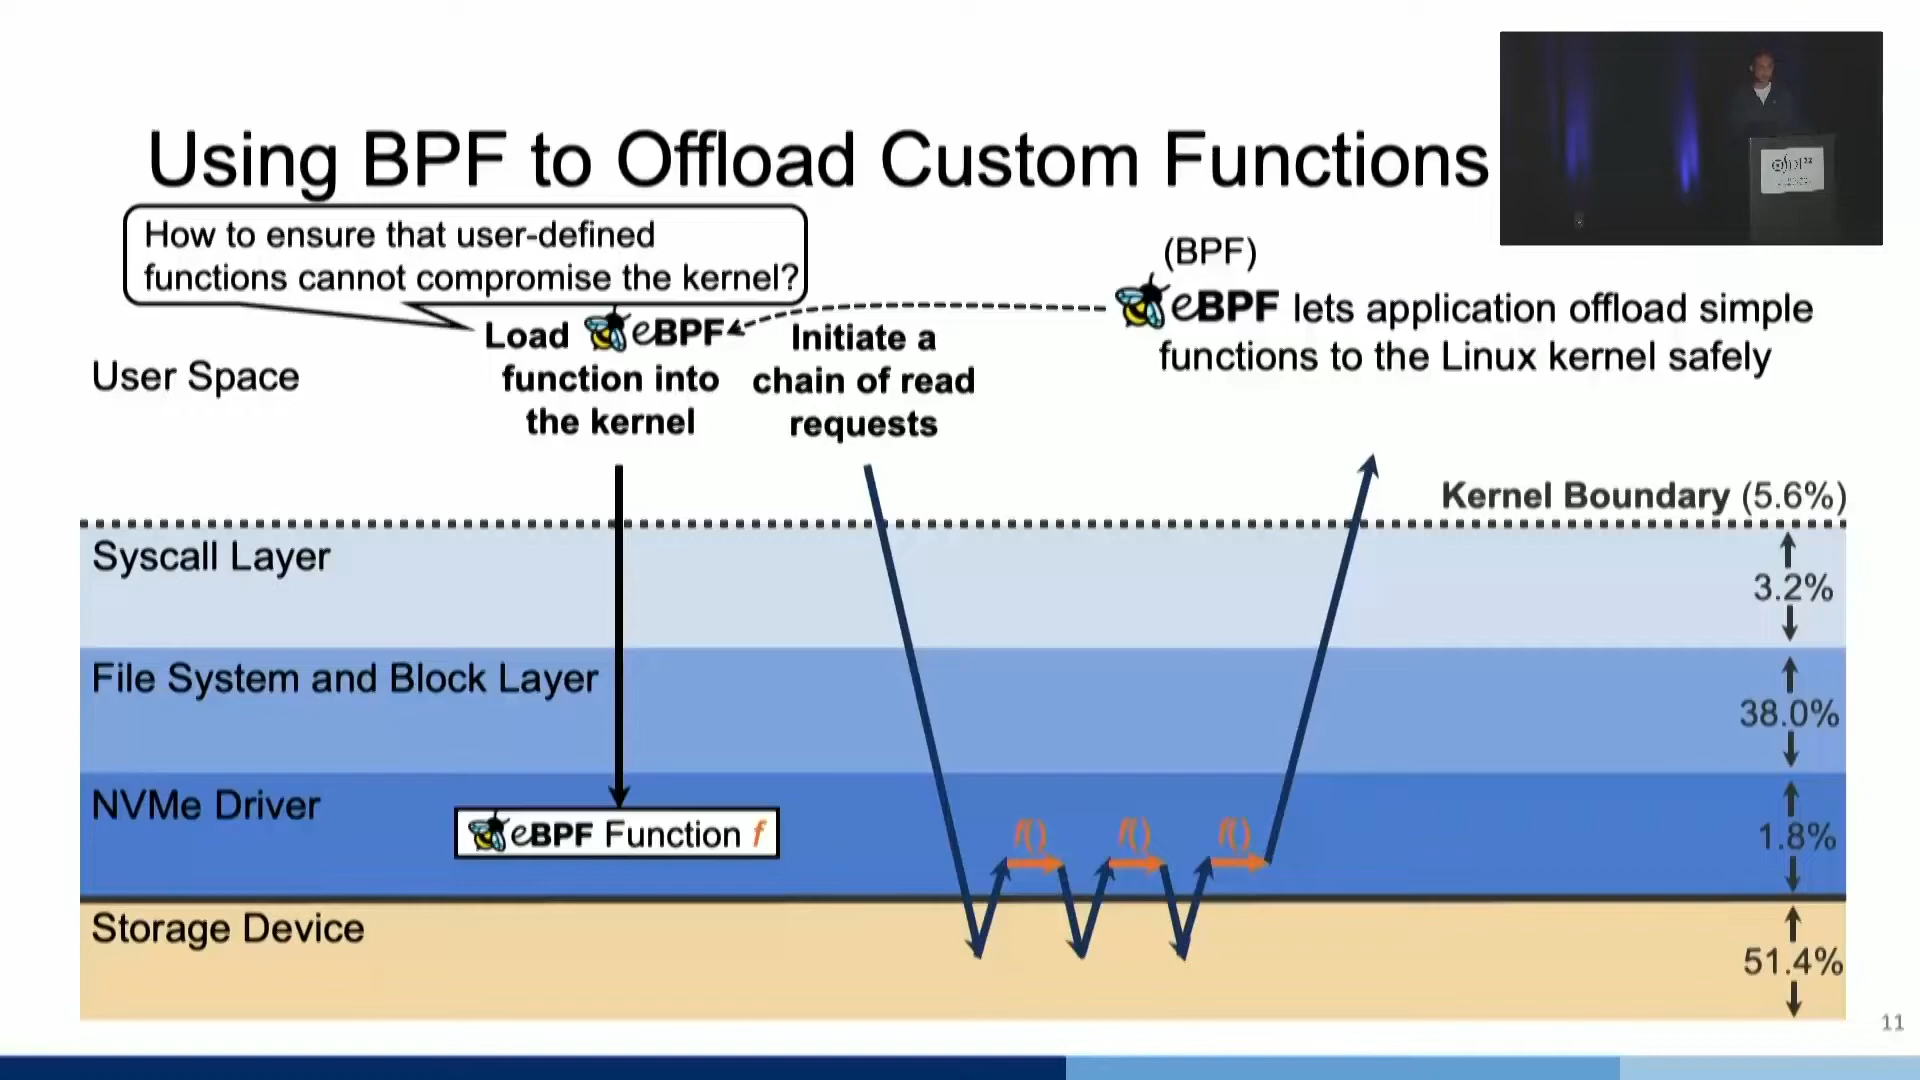 Using BPF to Offload Custom Functions
How to ensure that user-defined
functions cannot compromise the kernel?
(BPF)
eBPF lets application offload simple
functions to the Linux kernel safely
Load eBPF
function into
the kernel
Initiate a
chain of read
requests
User Space
Kernel Boundary (5.6%)
Syscall Layer
3.2%
File System and Block Layer
38.0%
NVMe Driver
eBPF Function f
f() f() f()
1.8%
Storage Device
51.4%
11